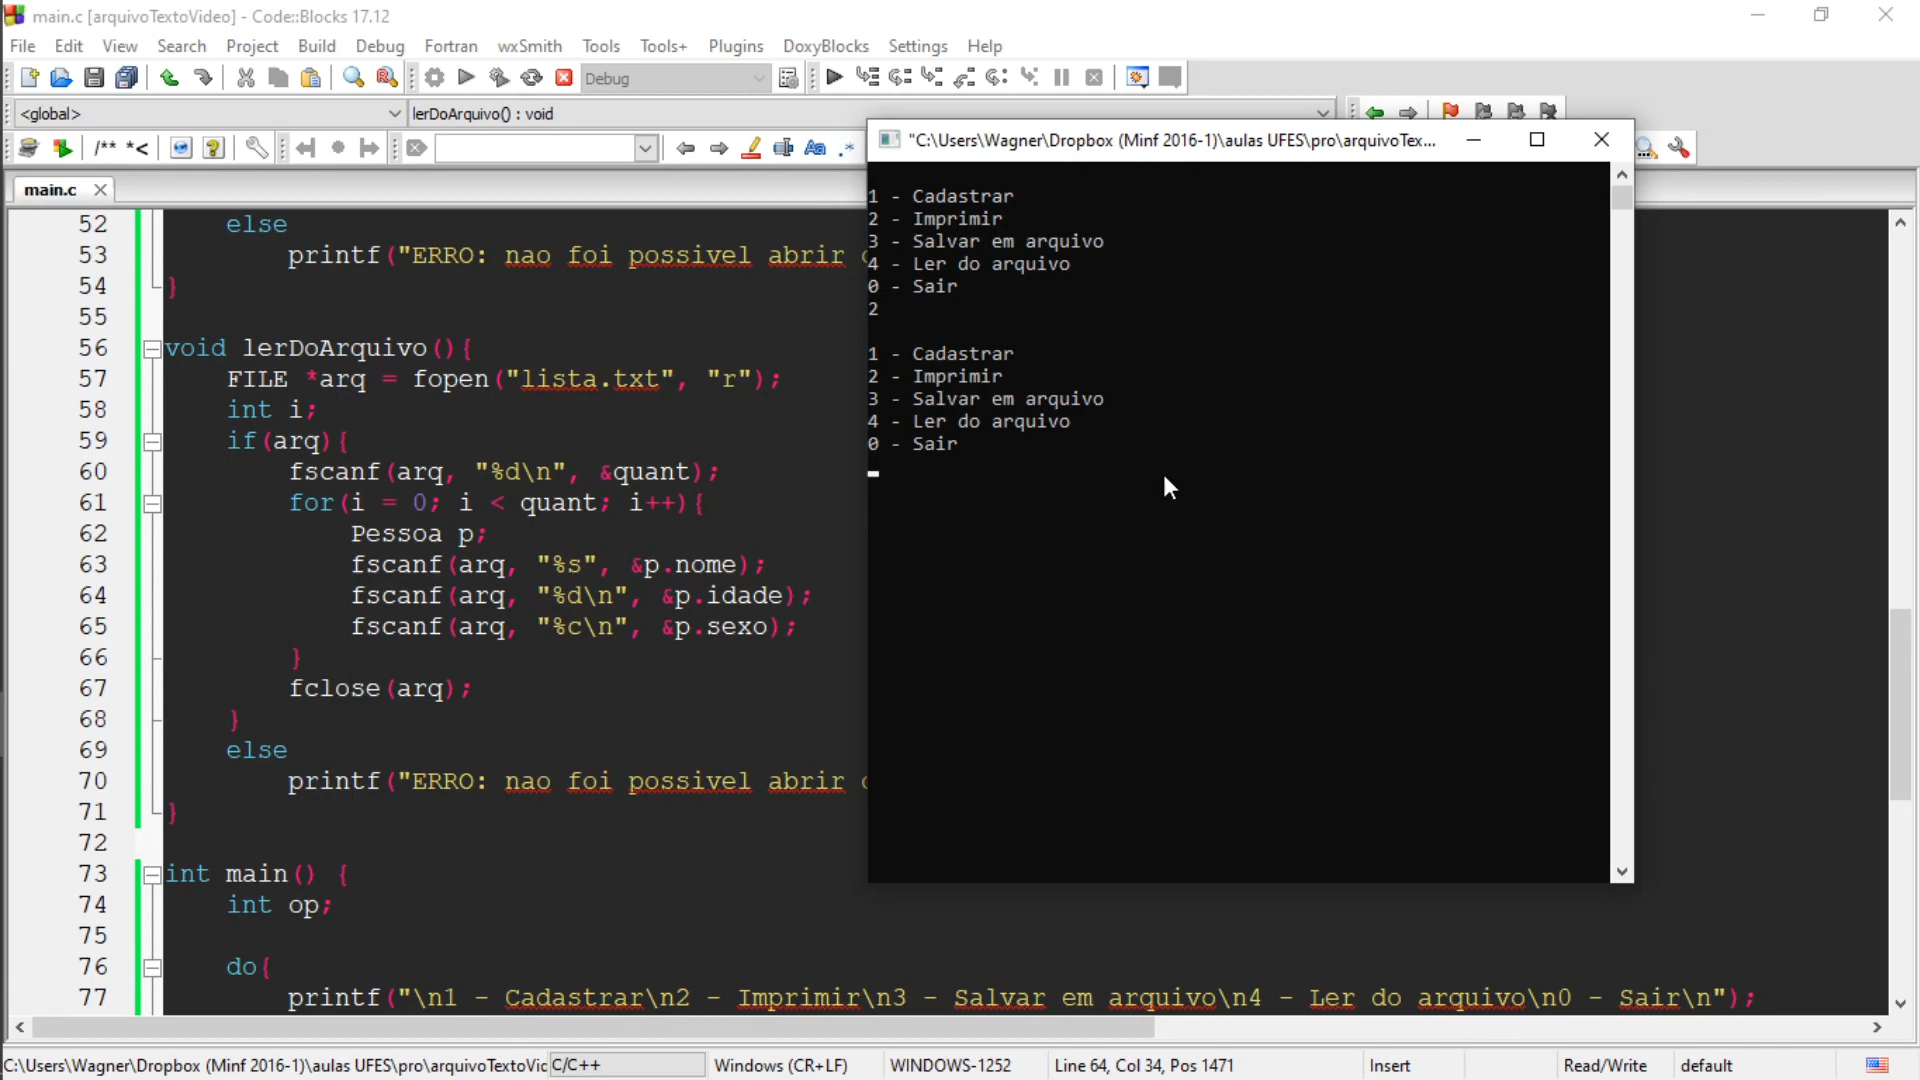 main.c [arquivoTextoVideo] - Code::Blocks 17.12
File Edit View Search Project Build Debug Fortran wxSmith Tools Tools+ Plugins DoxyBlocks Settings Help
Debug
<global> lerDoArquivo() : void
/** *<
main.c
52 else
53 printf("ERRO: nao foi possivel abrir
54 }
55
56 void lerDoArquivo(){
57 FILE *arq = fopen("lista.txt", "r");
58 int i;
59 if(arq){
60 fscanf(arq, "%d\n", &quant);
61 for(i = 0; i < quant; i++){
62 Pessoa p;
63 fscanf(arq, "%s", &p.nome);
64 fscanf(arq, "%d\n", &p.idade);
65 fscanf(arq, "%c\n", &p.sexo);
66 }
67 fclose(arq);
68 }
69 else
70 printf("ERRO: nao foi possivel abrir
71 }
72
73 int main() {
74 int op;
75
76 do{
77 printf("\n1 - Cadastrar\n2 - Imprimir\n3 - Salvar em arquivo\n4 - Ler do arquivo\n0 - Sair\n");
"C:\Users\Wagner\Dropbox (Minf 2016-1)\aulas UFES\pro\arquivoTex...
1 - Cadastrar
2 - Imprimir
3 - Salvar em arquivo
4 - Ler do arquivo
0 - Sair
2
1 - Cadastrar
2 - Imprimir
3 - Salvar em arquivo
4 - Ler do arquivo
0 - Sair
C:\Users\Wagner\Dropbox (Minf 2016-1)\aulas UFES\pro\arquivoTextoVic C/C++ Windows (CR+LF) WINDOWS-1252 Line 64, Col 34, Pos 1471 Insert Read/Write default